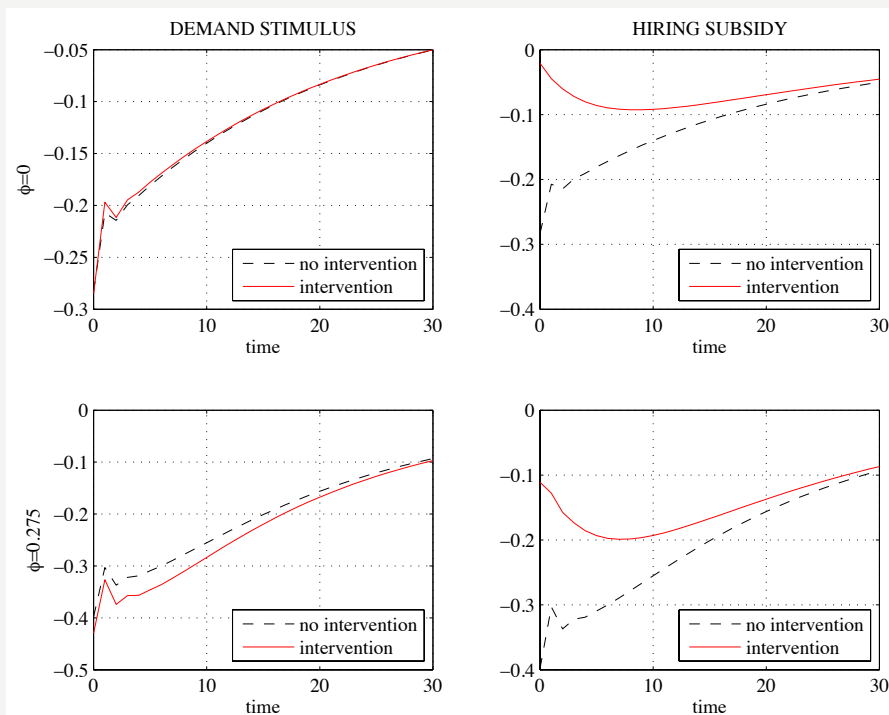 DEMAND STIMULUS
HIRING SUBSIDY
−0.05
−0.1
−0.15
−0.2
−0.25
−0.3
ϕ=0
no intervention
intervention
0
10
20
30
time
0
−0.1
−0.2
−0.3
−0.4
no intervention
intervention
0
10
20
30
time
0
−0.1
−0.2
−0.3
−0.4
−0.5
ϕ=0.275
no intervention
intervention
0
10
20
30
time
0
−0.1
−0.2
−0.3
−0.4
no intervention
intervention
0
10
20
30
time